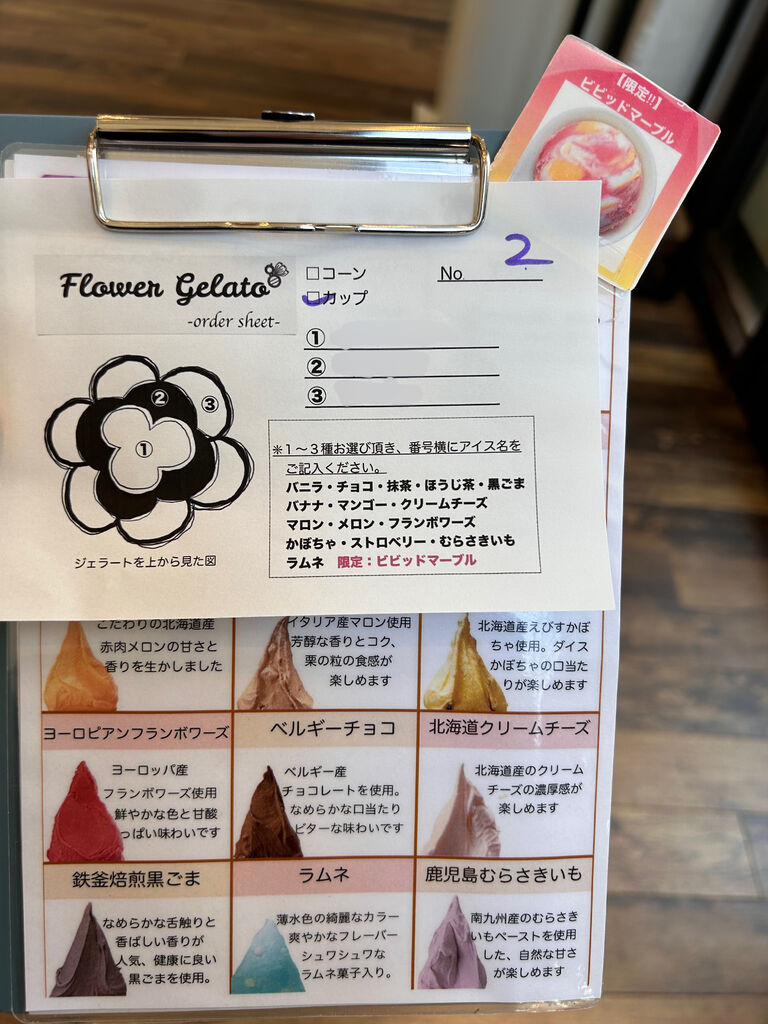 【限定!!】
ビビッドマーブル
Flower Gelato
-order sheet-
□コーン
□カップ
No. 2
①
②
③
① ② ③
ジェラートを上から見た図
※１～３種お選び頂き、番号横にアイス名を
ご記入ください。
バニラ・チョコ・抹茶・ほうじ茶・黒ごま
バナナ・マンゴー・クリームチーズ
マロン・メロン・フランボワーズ
かぼちゃ・ストロベリー・むらさきいも
ラムネ 限定：ビビッドマーブル
こだわりの北海道産
赤肉メロンの甘さと
香りを生かしました
イタリア産マロン使用
芳醇な香りとコク、
栗の粒の食感が
楽しめます
北海道産えびすかぼ
ちゃ使用。ダイス
かぼちゃの口当た
りが楽しめます
ヨーロピアンフランボワーズ
ヨーロッパ産
フランボワーズ使用
鮮やかな色と甘酸
っぱい味わいです
ベルギーチョコ
ベルギー産
チョコレートを使用。
なめらかな口当たり
ビターな味わいです
北海道クリームチーズ
北海道産のクリーム
チーズの濃厚感が
楽しめます
鉄釜焙煎黒ごま
なめらかな舌触りと
香ばしい香りが
人気、健康に良い
黒ごまを使用。
ラムネ
薄水色の綺麗なカラー
爽やかなフレーバー
シュワシュワな
ラムネ菓子入り。
鹿児島むらさきいも
南九州産のむらさき
いもペーストを使用
した、自然な甘さ
が楽しめます